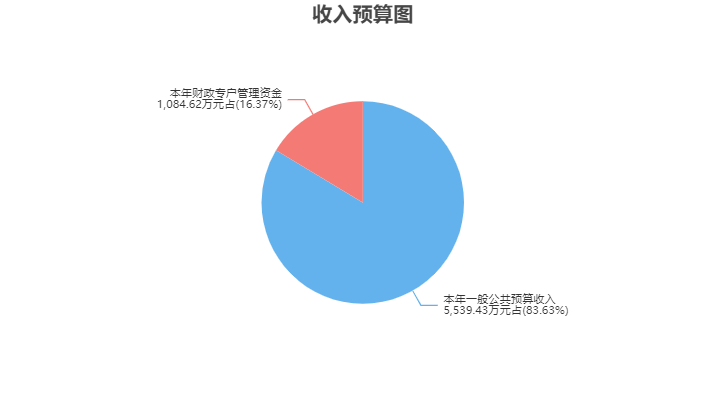 收入预算图
本年财政专户管理资金
1,084.62万元占(16.37%)
本年一般公共预算收入
5,539.43万元占(83.63%)